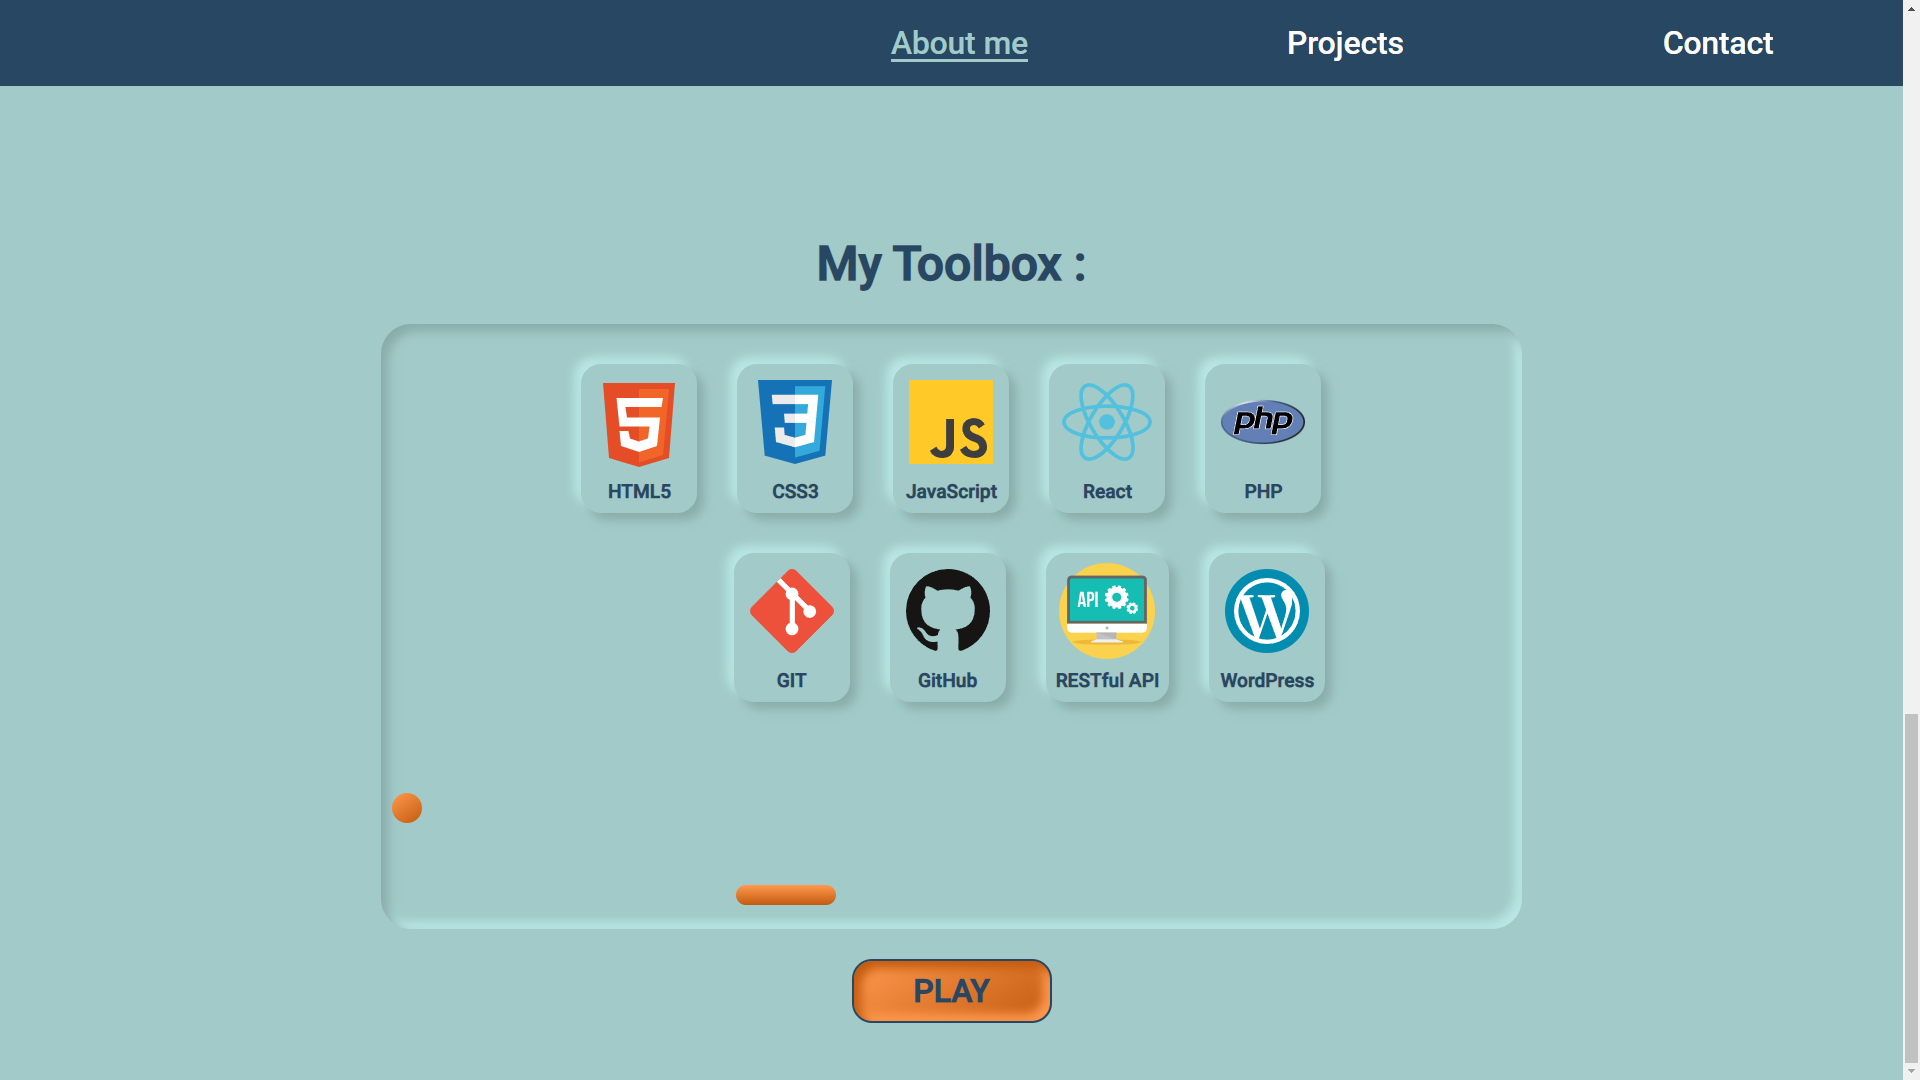 About me Projects Contact
My Toolbox :
5 3 JS php
HTML5 CSS3 JavaScript React PHP
API W
GIT GitHub RESTful API WordPress
PLAY